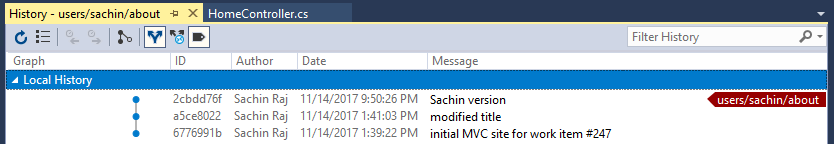 History - users/sachin/about HomeController.cs
Filter History
Graph ID Author Date Message
Local History
2cbdd76f Sachin Raj 11/14/2017 9:50:26 PM Sachin version users/sachin/about
a5ce8022 Sachin Raj 11/14/2017 1:41:03 PM modified title
6776991b Sachin Raj 11/14/2017 1:39:22 PM initial MVC site for work item #247